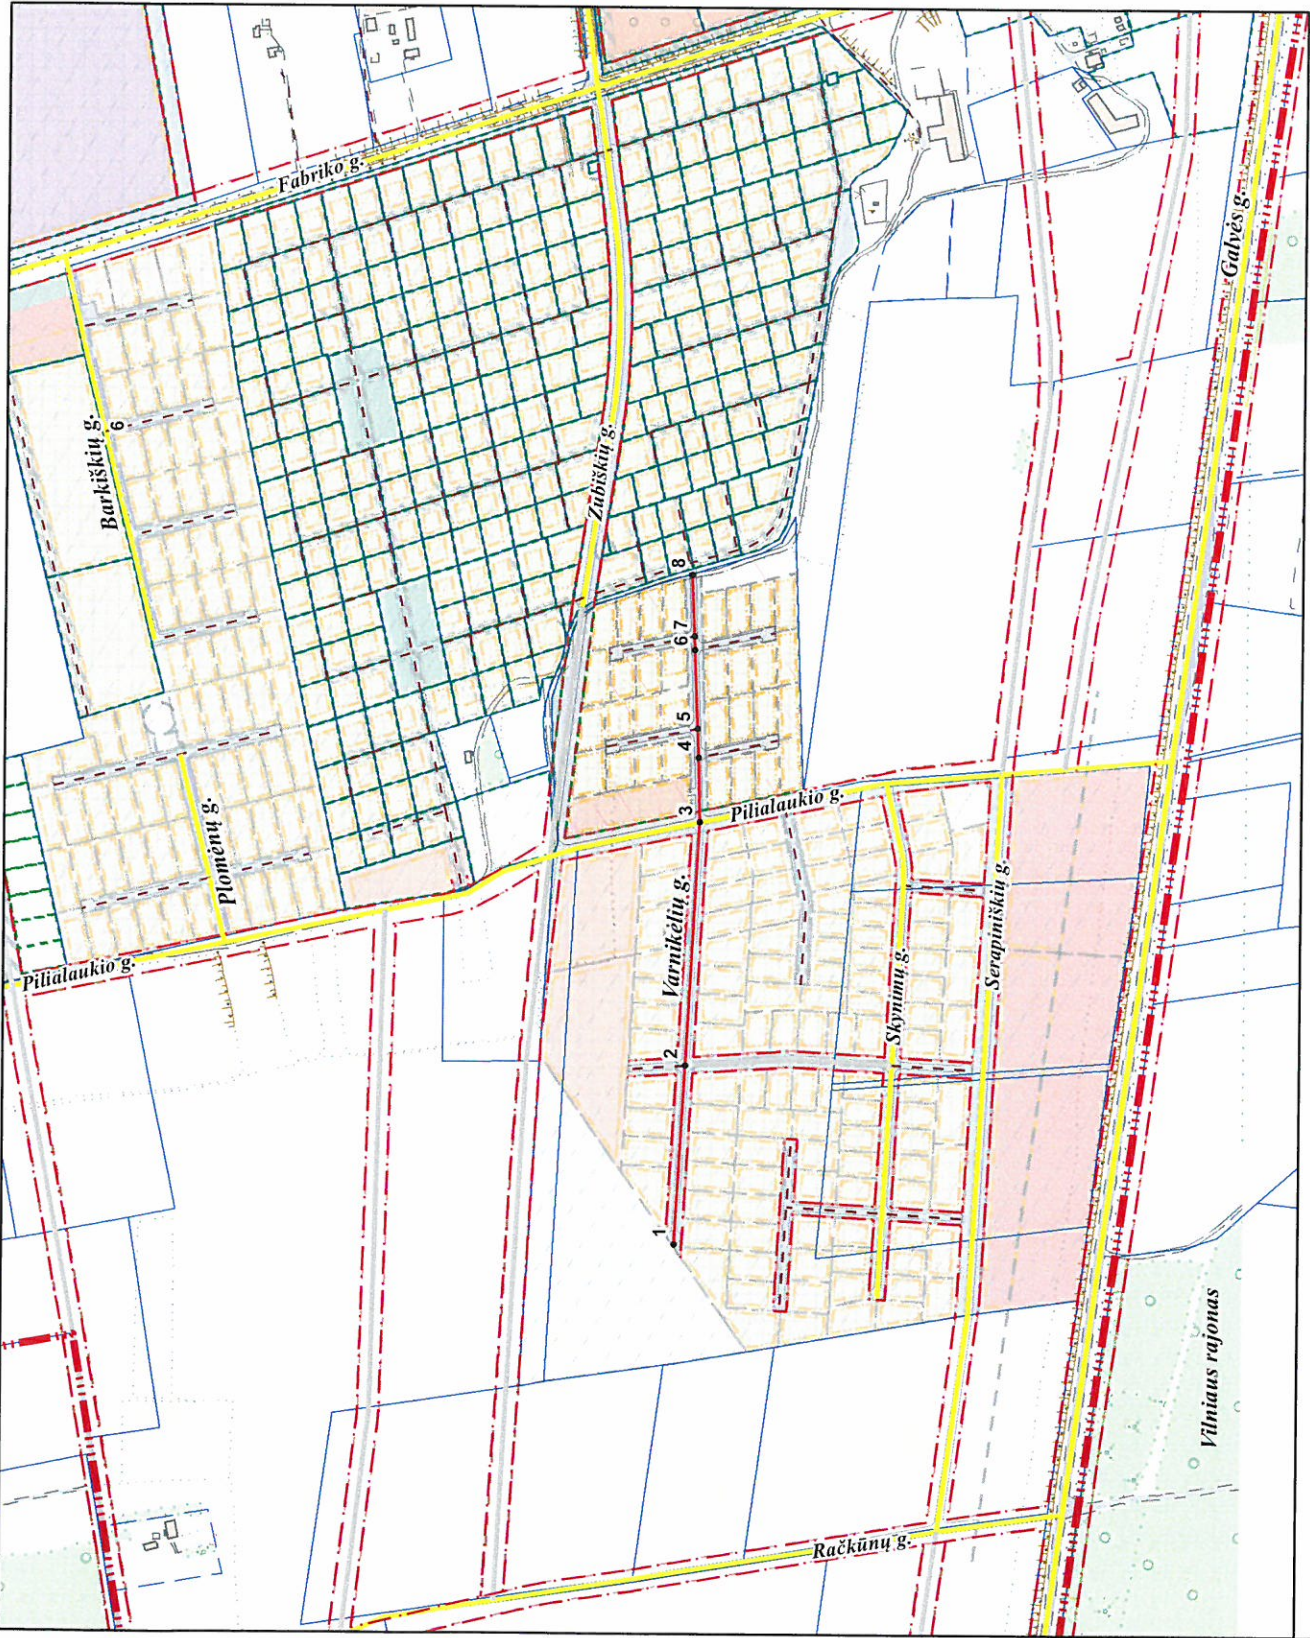 Fabriko g.
Barkiškių g.
6
Zubiškių g.
Galvės g.
Plomėnų g.
Pilialaukio g.
8
7
6
5
4
3
Pilialaukio g.
Varnikėlių g.
2
1
Skynimų g.
Serapiniškių g.
Račkūnų g.
Vilniaus rajonas